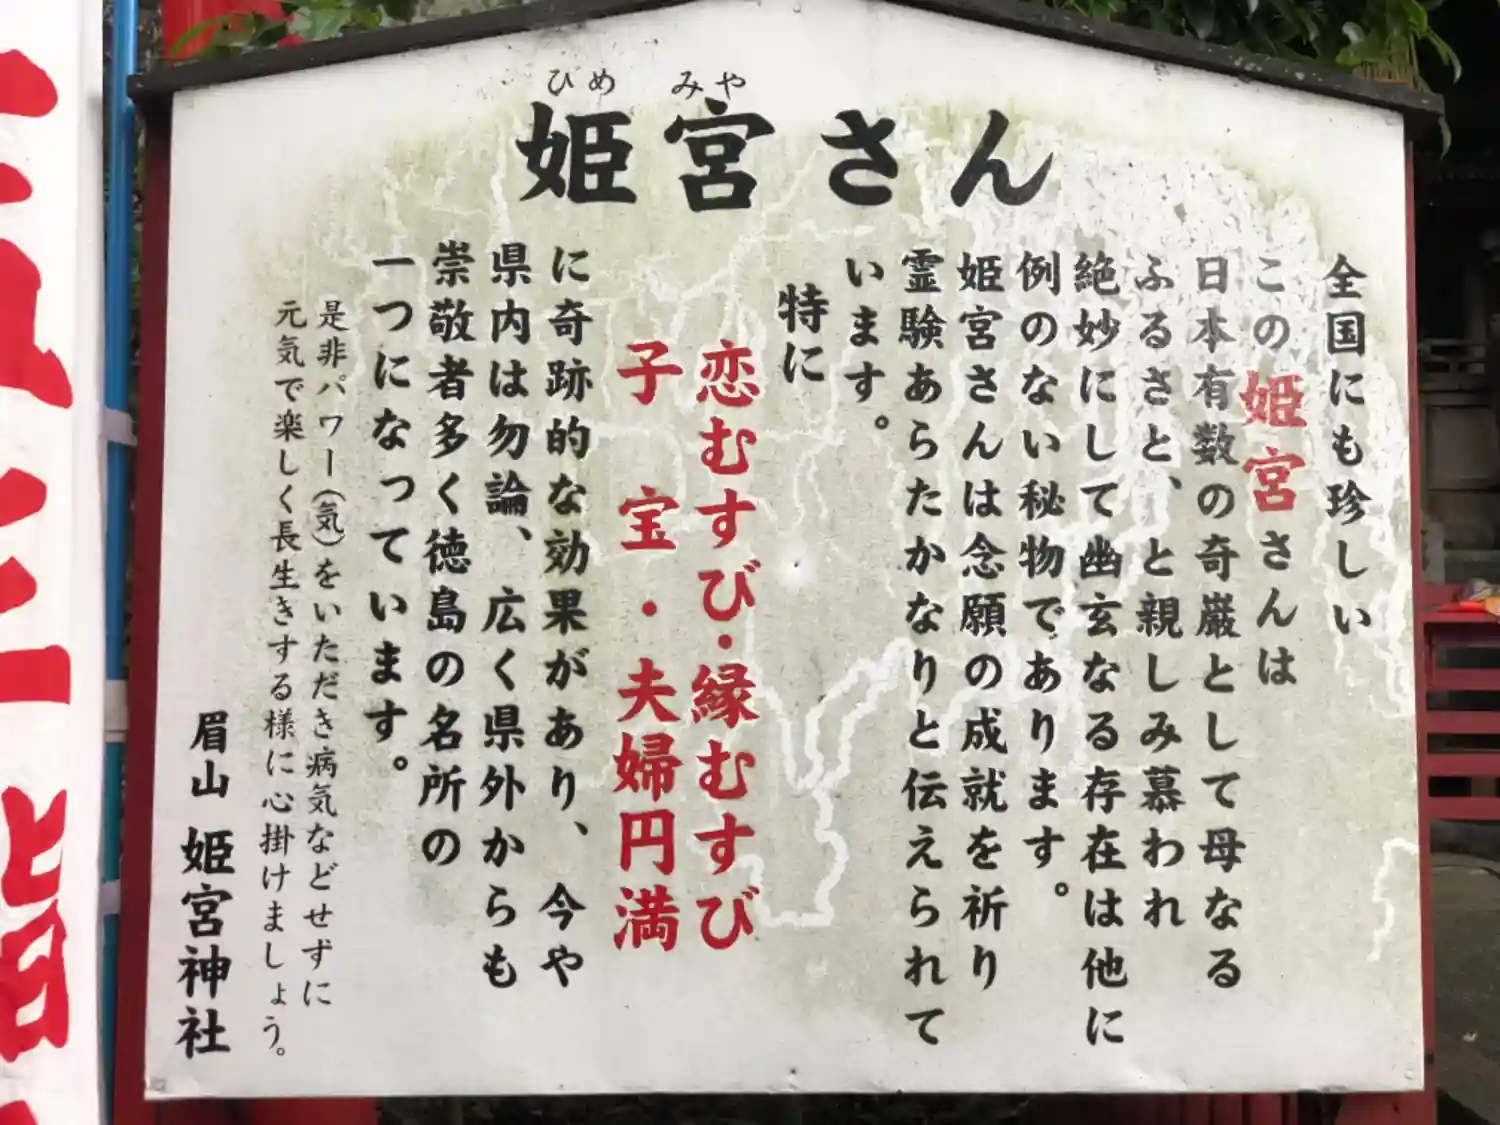 ひめ みや
姫宮さん
全国にも珍しい
この姫宮さんは
日本有数の奇巌として母なる
ふるさと、と親しみ慕われ
絶妙にして幽玄なる存在は他に
例のない秘物であります。
姫宮さんは念願の成就を祈り
霊験あらたかなりと伝えられて
います。
特に
恋むすび・縁むすび
子宝・夫婦円満
に奇跡的な効果があり、今や
県内は勿論、広く県外からも
崇敬者多く徳島の名所の
一つになっています。
是非パワー(気)をいただき病気などせずに
元気で楽しく長生きする様に心掛けましょう。
眉山 姫宮神社